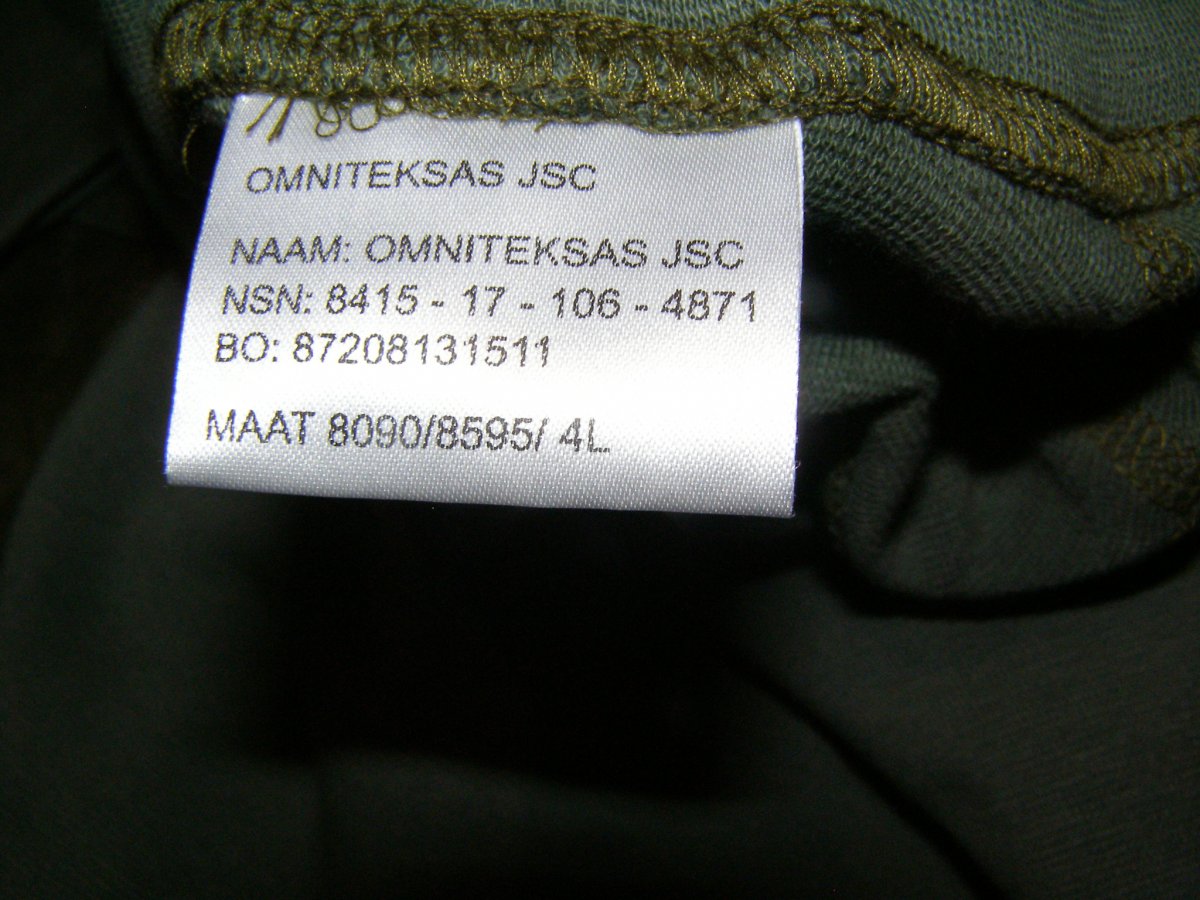 OMNITEKSAS JSC
NAAM: OMNITEKSAS JSC
NSN: 8415 - 17 - 106 - 4871
BO: 87208131511
MAAT 8090/8595/ 4L